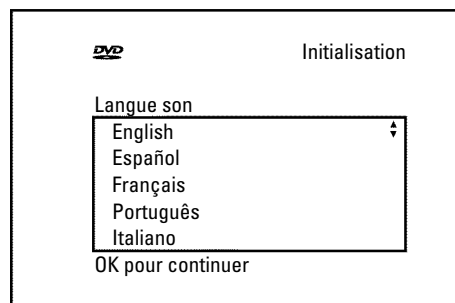 DVD
Initialisation
Langue son
English
Español
Français
Português
Italiano
OK pour continuer